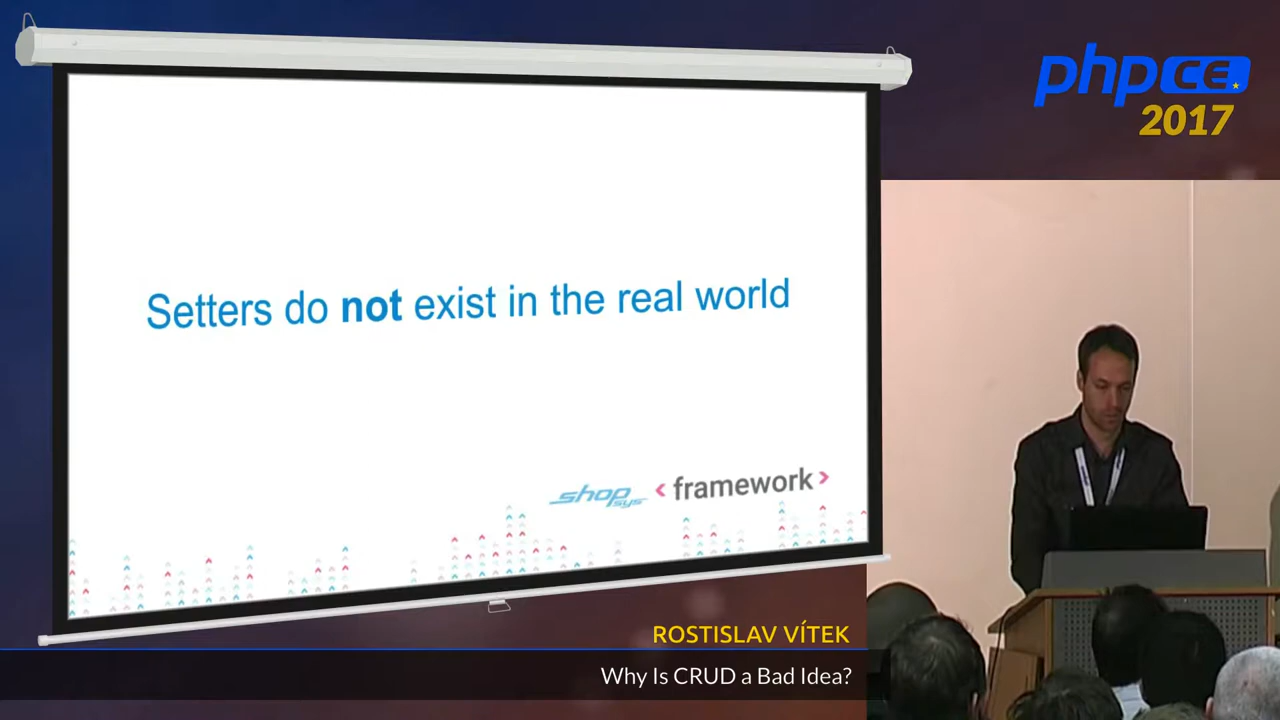 phpCE
2017
Setters do not exist in the real world
shopsys <framework>
ROSTISLAV VÍTEK
Why Is CRUD a Bad Idea?